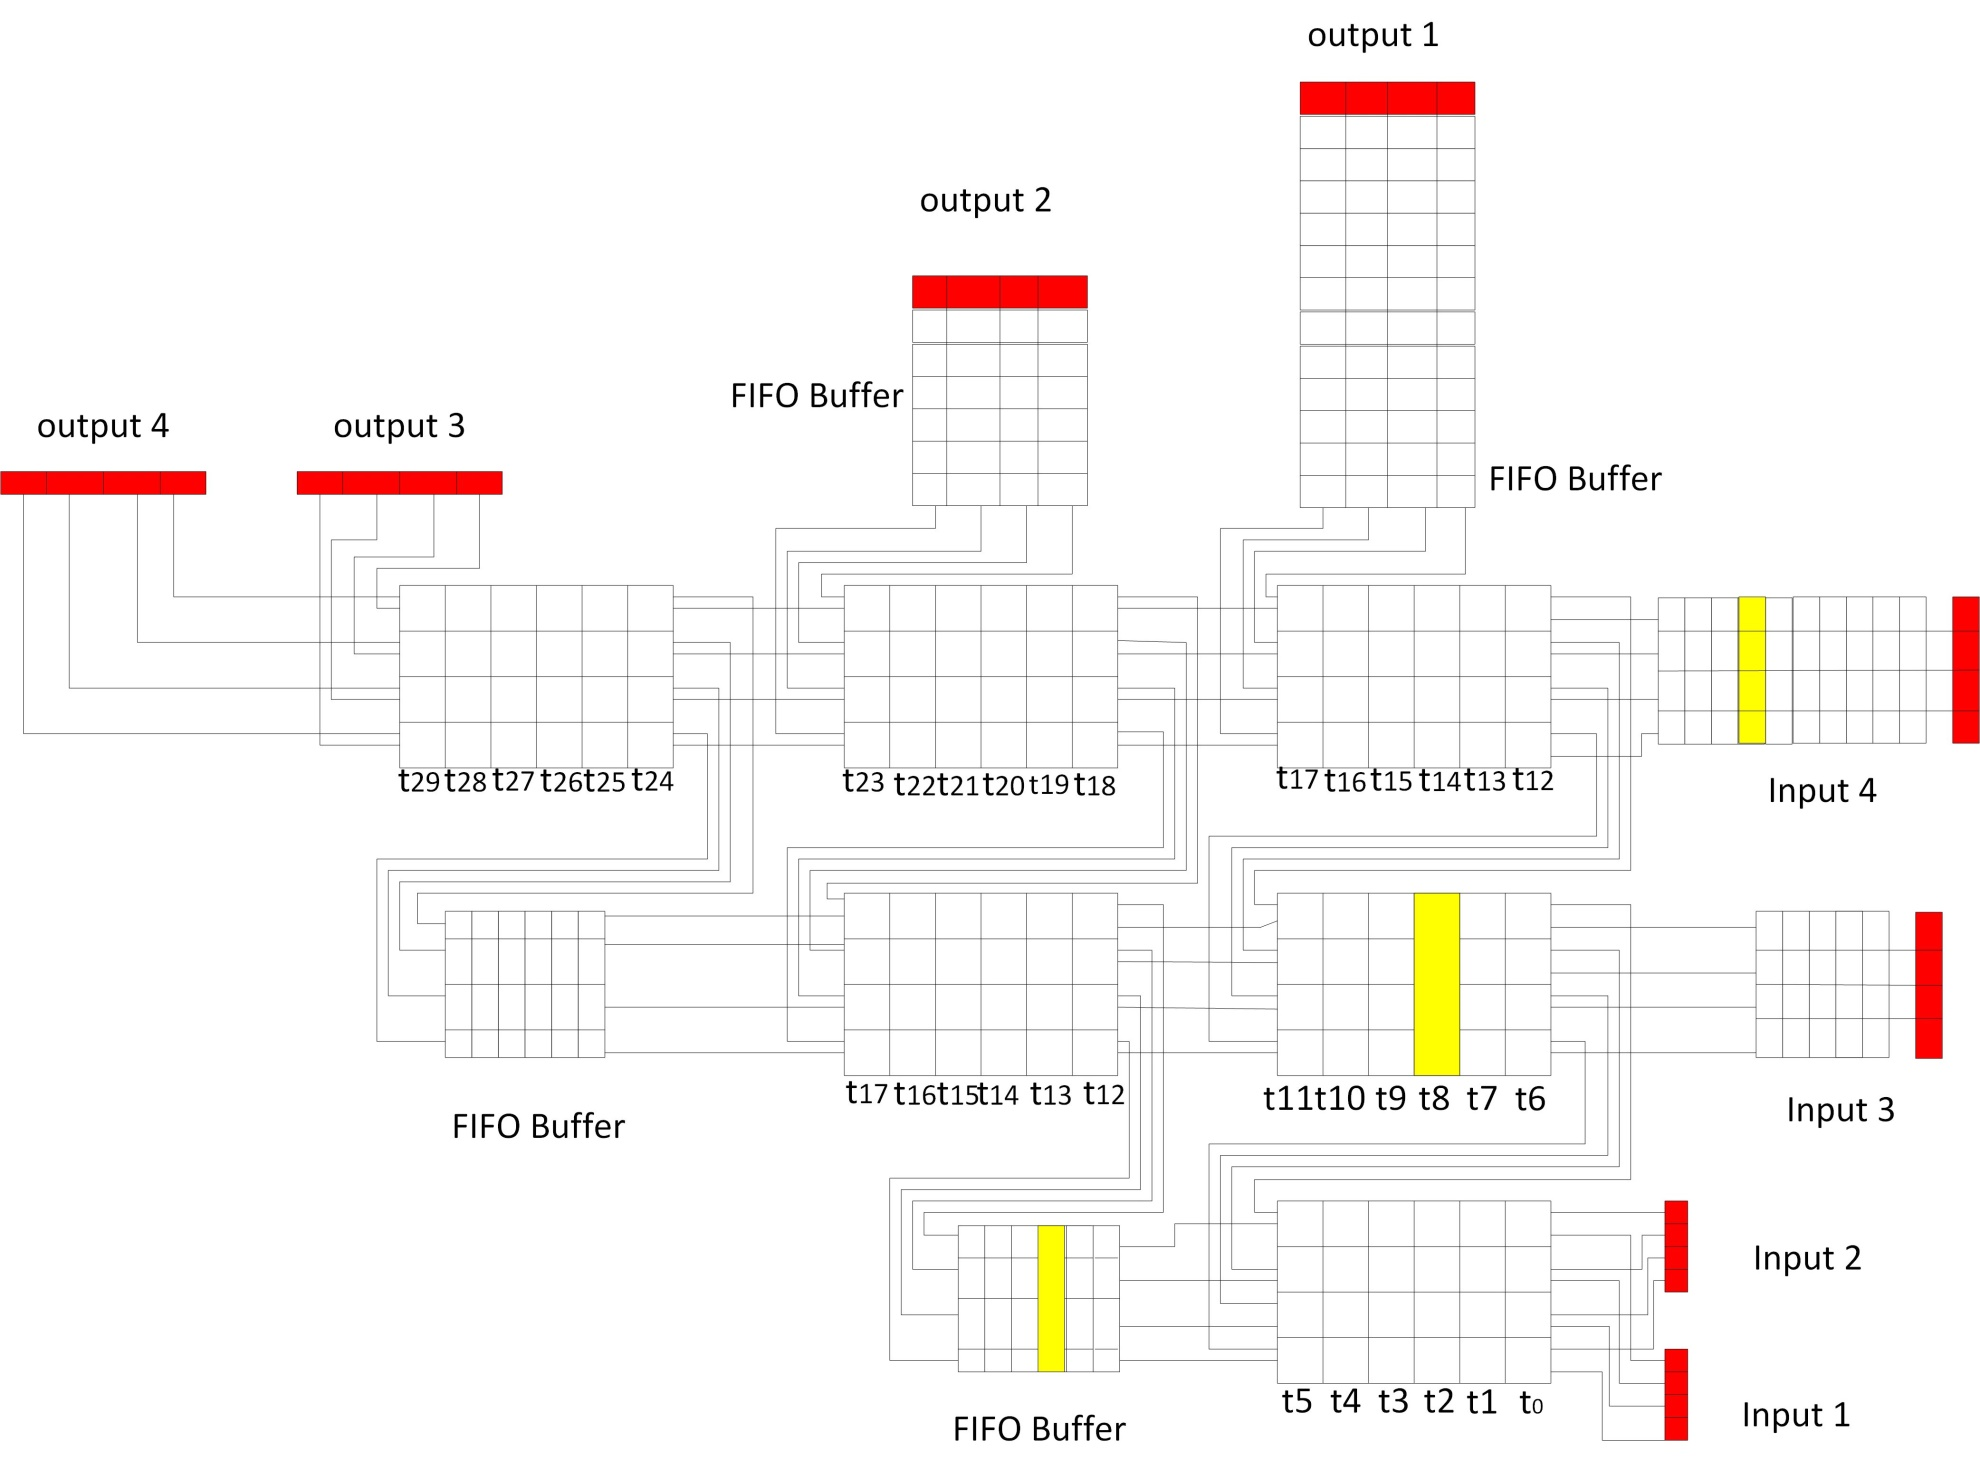 output 1
output 2
FIFO Buffer
output 4
output 3
FIFO Buffer
t29 t28 t27 t26 t25 t24
t23 t22 t21 t20 t19 t18
t17 t16 t15 t14 t13 t12
Input 4
t17 t16 t15 t14 t13 t12
t11 t10 t9 t8 t7 t6
Input 3
FIFO Buffer
Input 2
t5 t4 t3 t2 t1 t0
Input 1
FIFO Buffer